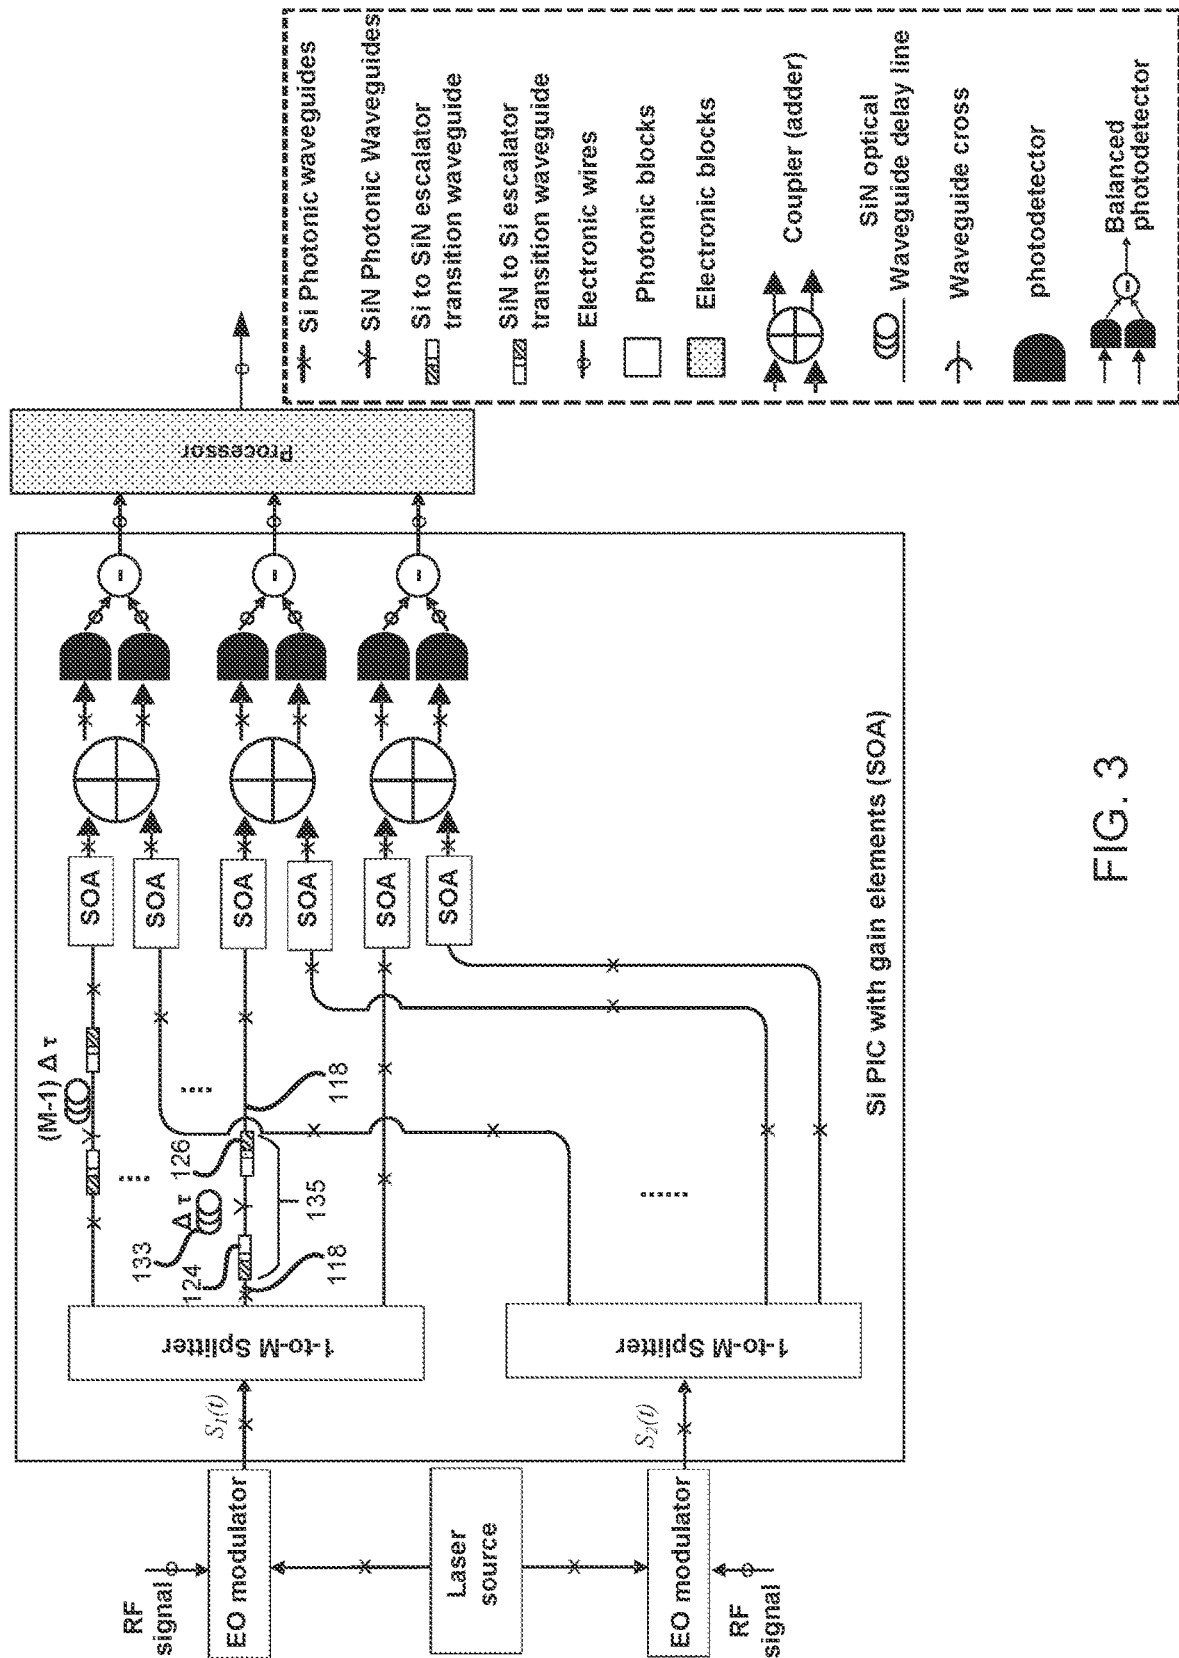 RF
signal
EO modulator
Laser
source
EO modulator
RF
signal
S₁(t)
S₂(t)
1-to-M Splitter
1-to-M Splitter
(M-1) Δ τ
.....
133
Δ τ
124
126
118
135
118
....
......
SOA
SOA
SOA
SOA
SOA
SOA
-
-
-
Si PIC with gain elements (SOA)
Processor
Si Photonic waveguides
SiN Photonic Waveguides
Si to SiN escalator
transition waveguide
SiN to Si escalator
transition waveguide
Electronic wires
Photonic blocks
Electronic blocks
Coupler (adder)
SiN optical
Waveguide delay line
Waveguide cross
photodetector
-
Balanced
photodetector
FIG. 3